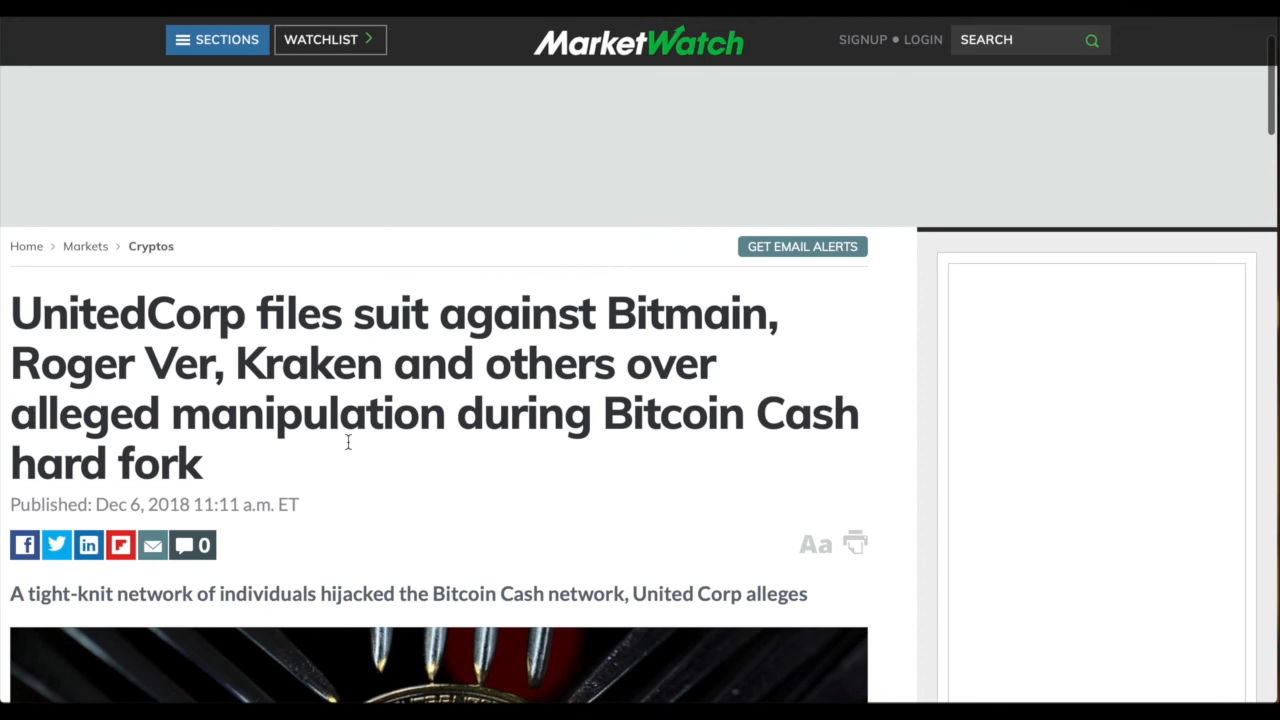 SECTIONS
WATCHLIST
MarketWatch
SIGNUP • LOGIN
SEARCH
Home > Markets > Cryptos
GET EMAIL ALERTS
UnitedCorp files suit against Bitmain,
Roger Ver, Kraken and others over
alleged manipulation during Bitcoin Cash
hard fork
Published: Dec 6, 2018 11:11 a.m. ET
0
Aa
A tight-knit network of individuals hijacked the Bitcoin Cash network, United Corp alleges